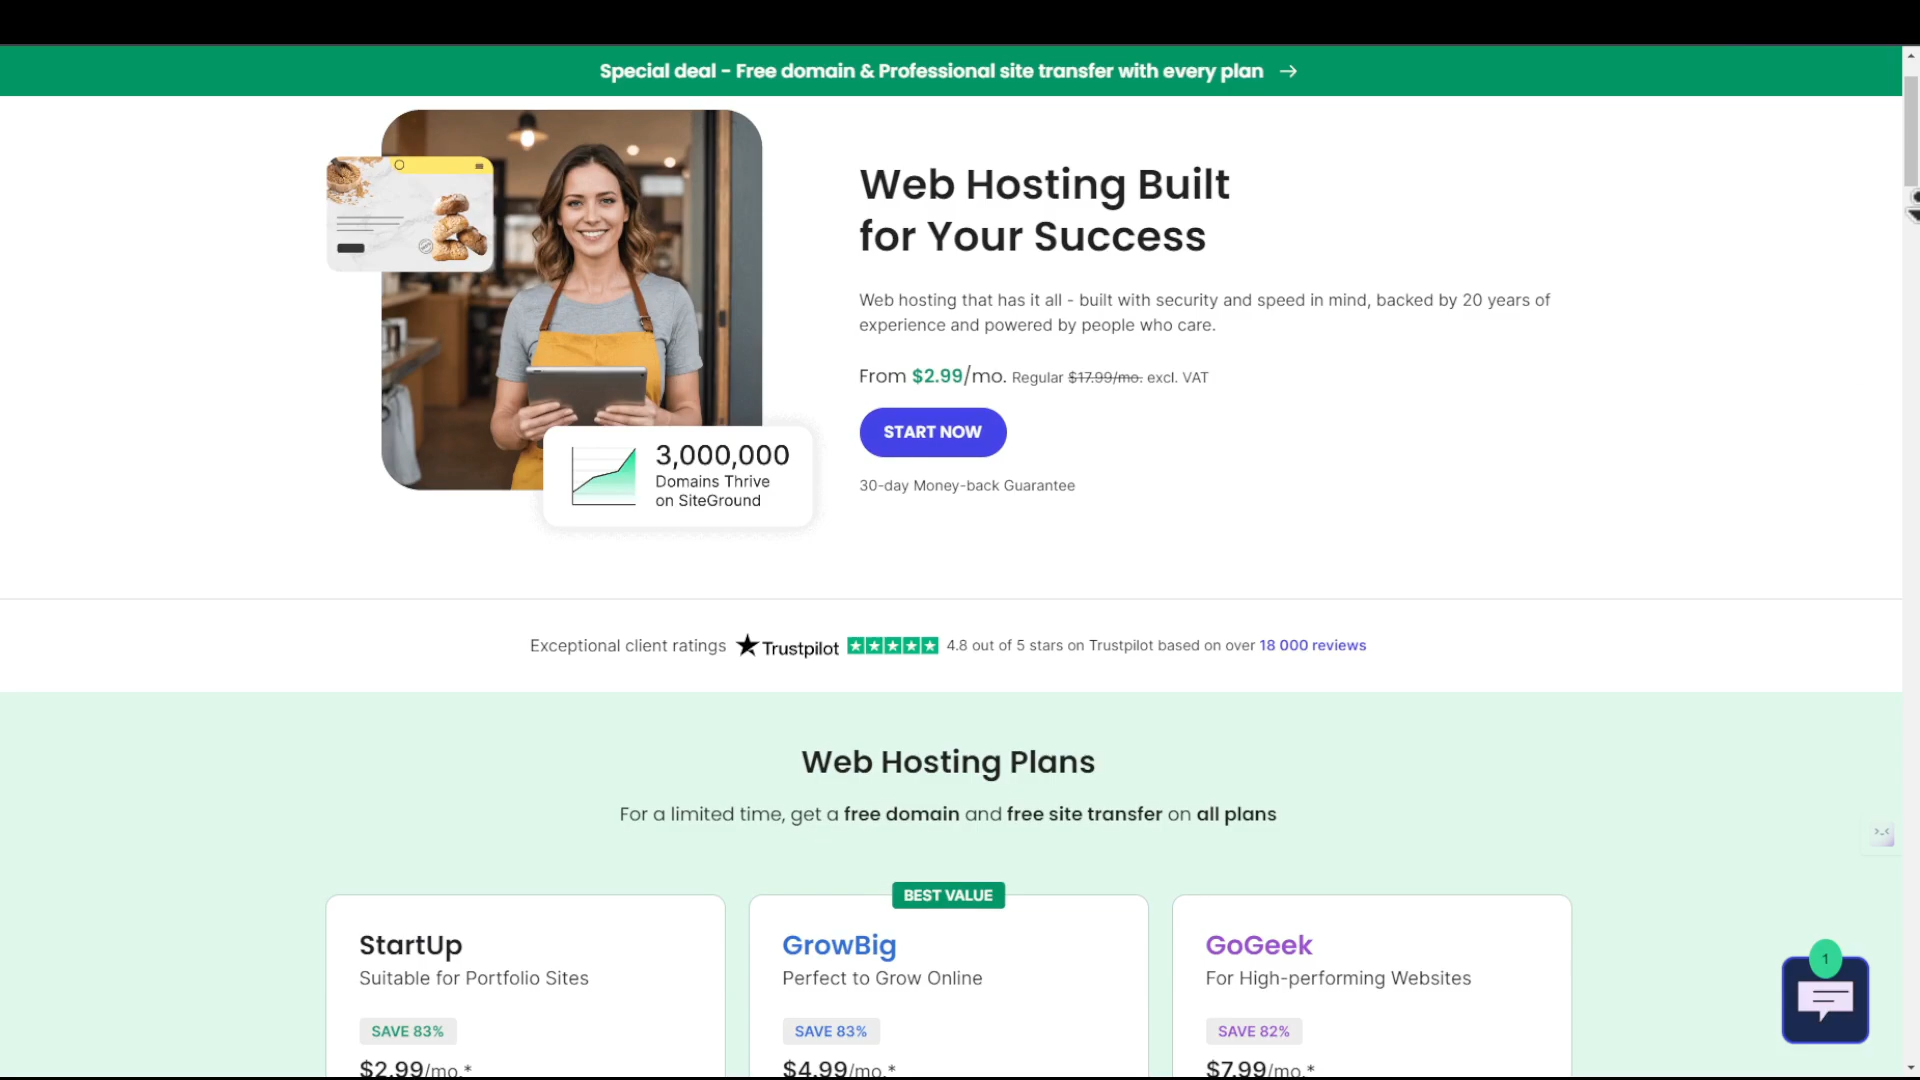 Special deal - Free domain & Professional site transfer with every plan →
Web Hosting Built
for Your Success
Web hosting that has it all - built with security and speed in mind, backed by 20 years of
experience and powered by people who care.
From $2.99/mo. Regular $17.99/mo. excl. VAT
START NOW
30-day Money-back Guarantee
3,000,000
Domains Thrive
on SiteGround
Exceptional client ratings Trustpilot 4.8 out of 5 stars on Trustpilot based on over 18 000 reviews
Web Hosting Plans
For a limited time, get a free domain and free site transfer on all plans
BEST VALUE
StartUp
Suitable for Portfolio Sites
SAVE 83%
$2.99/mo.*
GrowBig
Perfect to Grow Online
SAVE 83%
$4.99/mo.*
GoGeek
For High-performing Websites
SAVE 82%
$7.99/mo.*
1